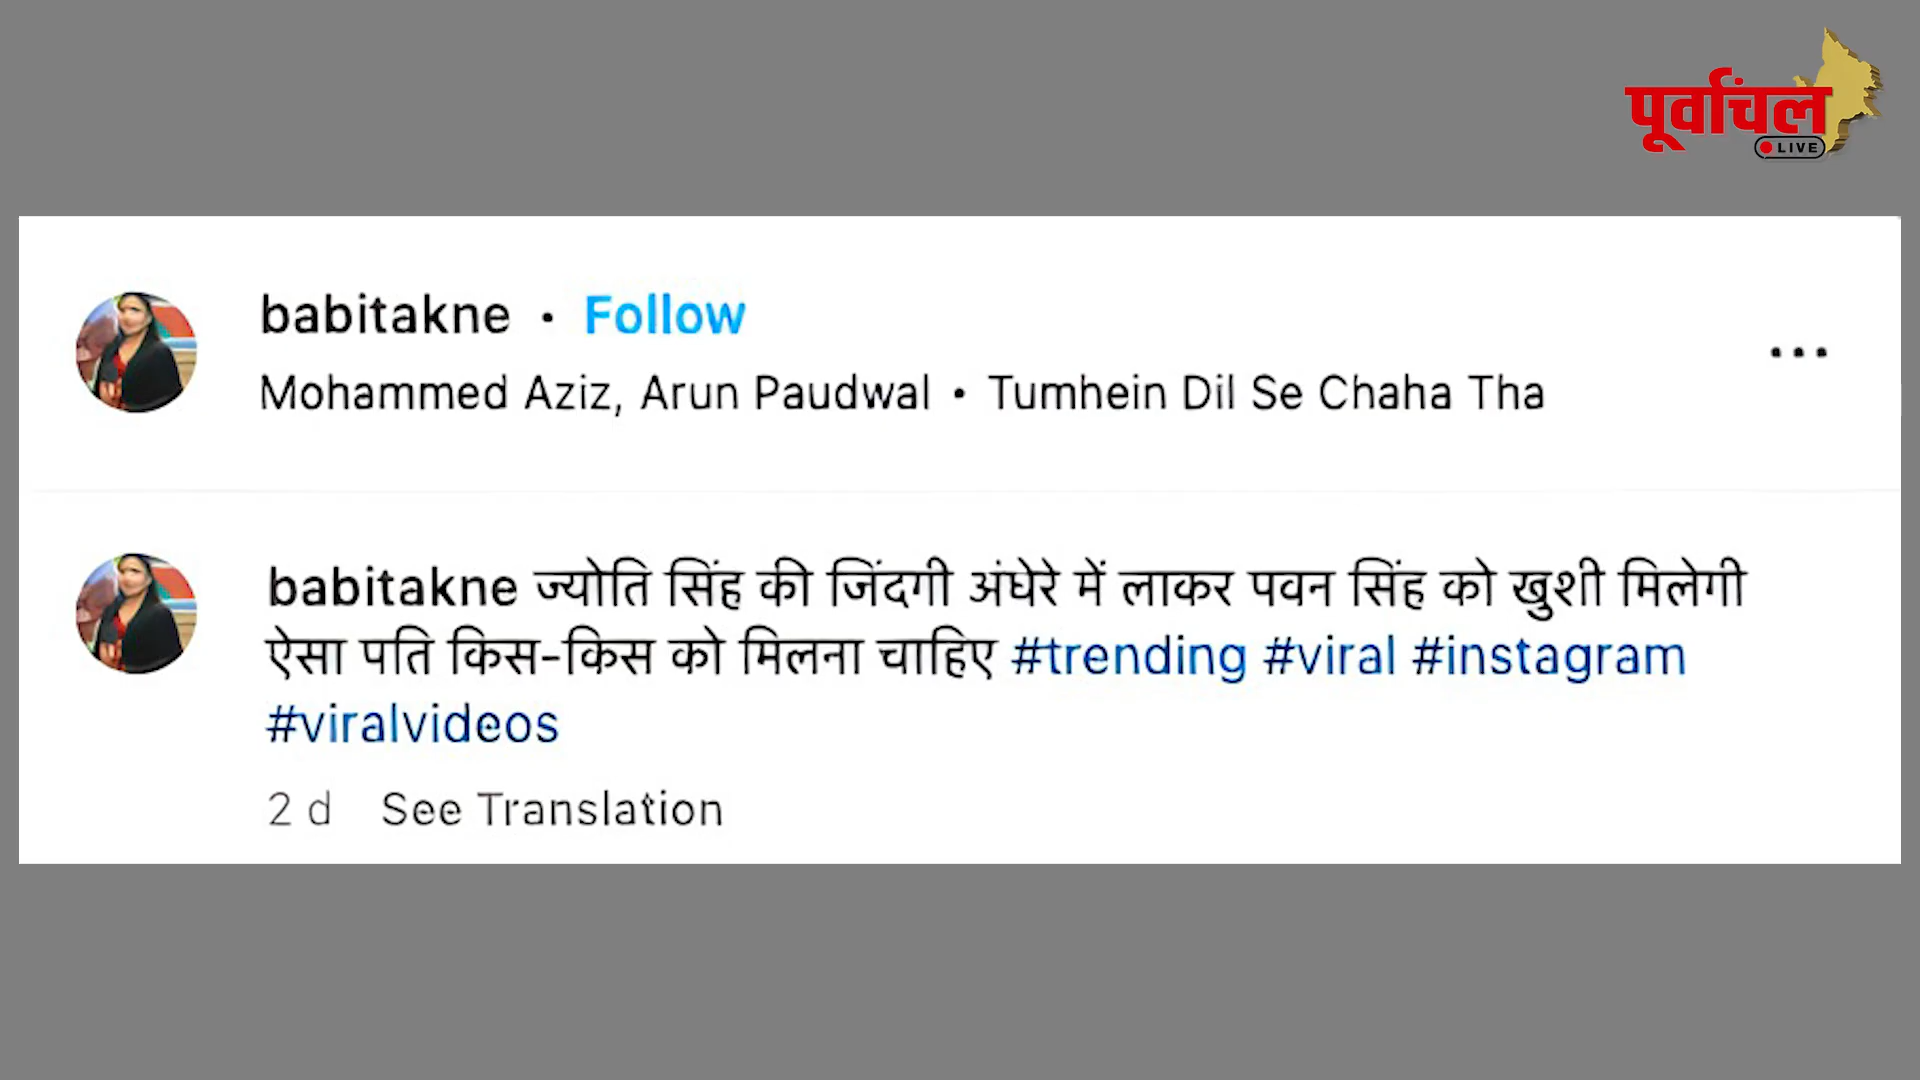 पूर्वांचल
LIVE
babitakne • Follow
...
Mohammed Aziz, Arun Paudwal • Tumhein Dil Se Chaha Tha
babitakne ज्योति सिंह की जिंदगी अंधेरे में लाकर पवन सिंह को खुशी मिलेगी
ऐसा पति किस-किस को मिलना चाहिए #trending #viral #instagram
#viralvideos
2 d See Translation